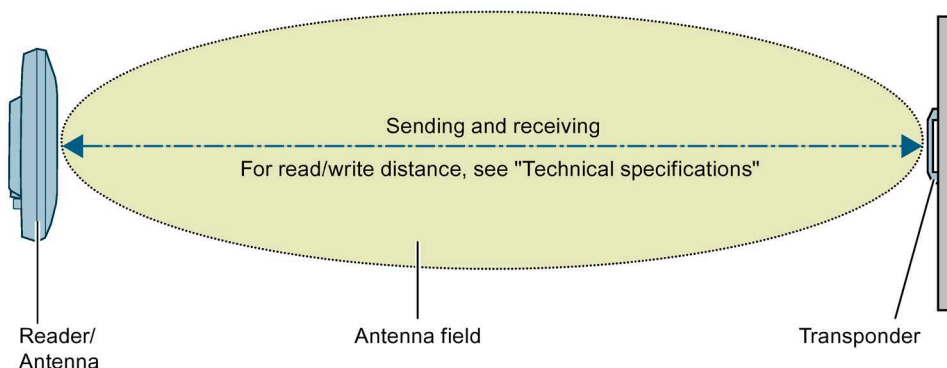 Sending and receiving
For read/write distance, see "Technical specifications"
Reader/
Antenna
Antenna field
Transponder